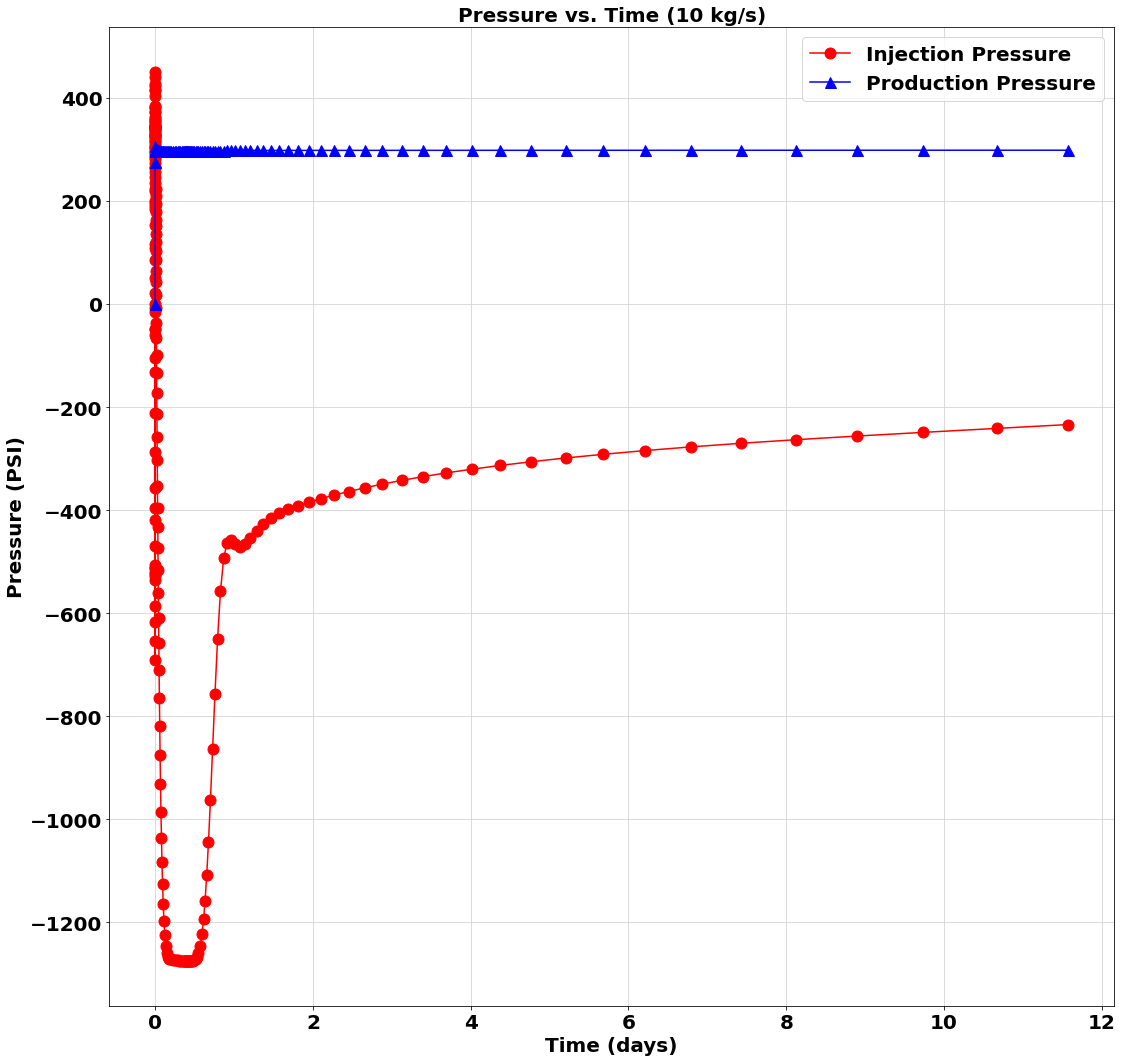 Pressure vs. Time (10 kg/s)
Injection Pressure
Production Pressure
Pressure (PSI)
400
200
0
−200
−400
−600
−800
−1000
−1200
0 2 4 6 8 10 12
Time (days)